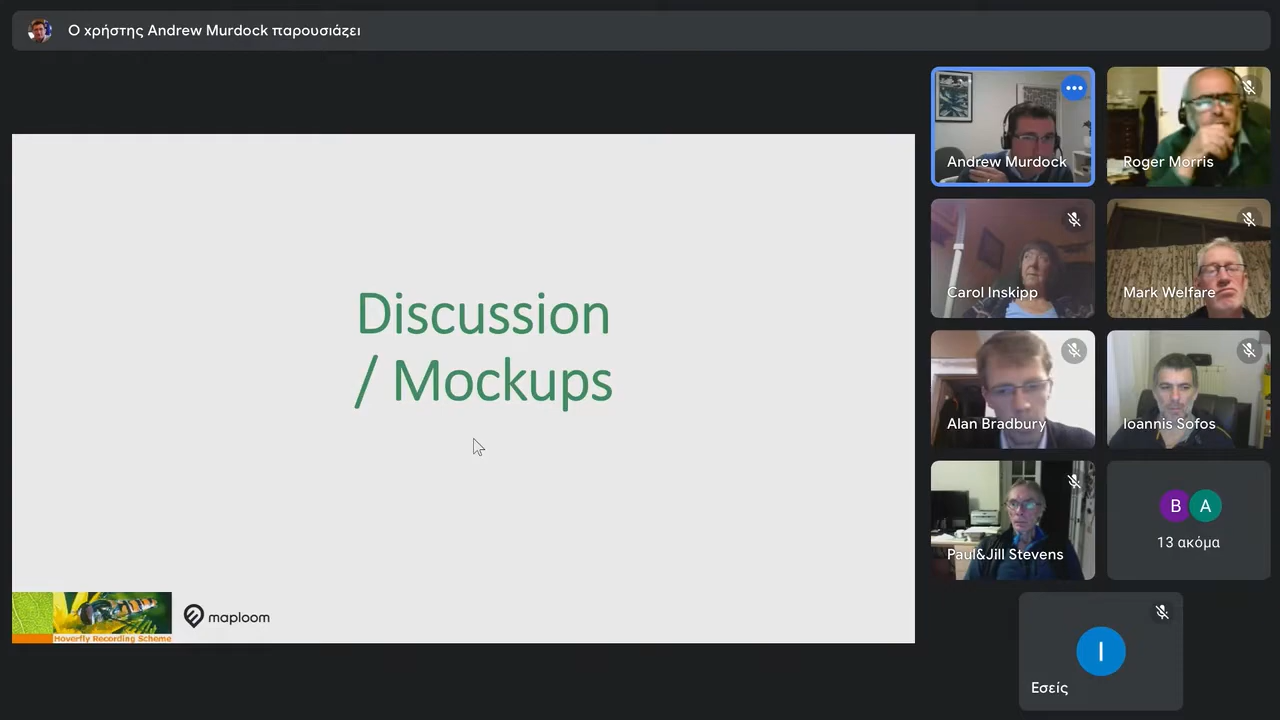 Ο χρήστης Andrew Murdock παρουσιάζει
Discussion
/ Mockups
Hoverfly Recording Scheme
maploom
Andrew Murdock
Roger Morris
Carol Inskipp
Mark Welfare
Alan Bradbury
Ioannis Sofos
Paul&Jill Stevens
B A
13 ακόμα
I
Εσείς